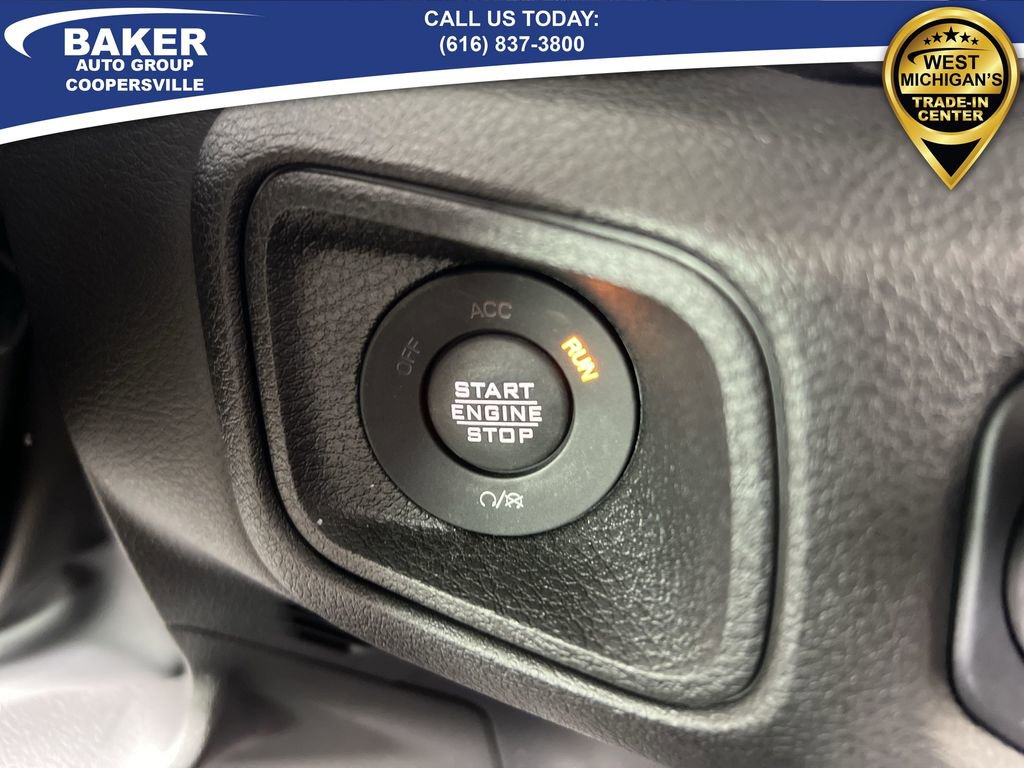 BAKER
AUTO GROUP
COOPERSVILLE
CALL US TODAY:
(616) 837-3800
WEST
MICHIGAN'S
TRADE-IN
CENTER
ACC
OFF
RUN
START
ENGINE
STOP